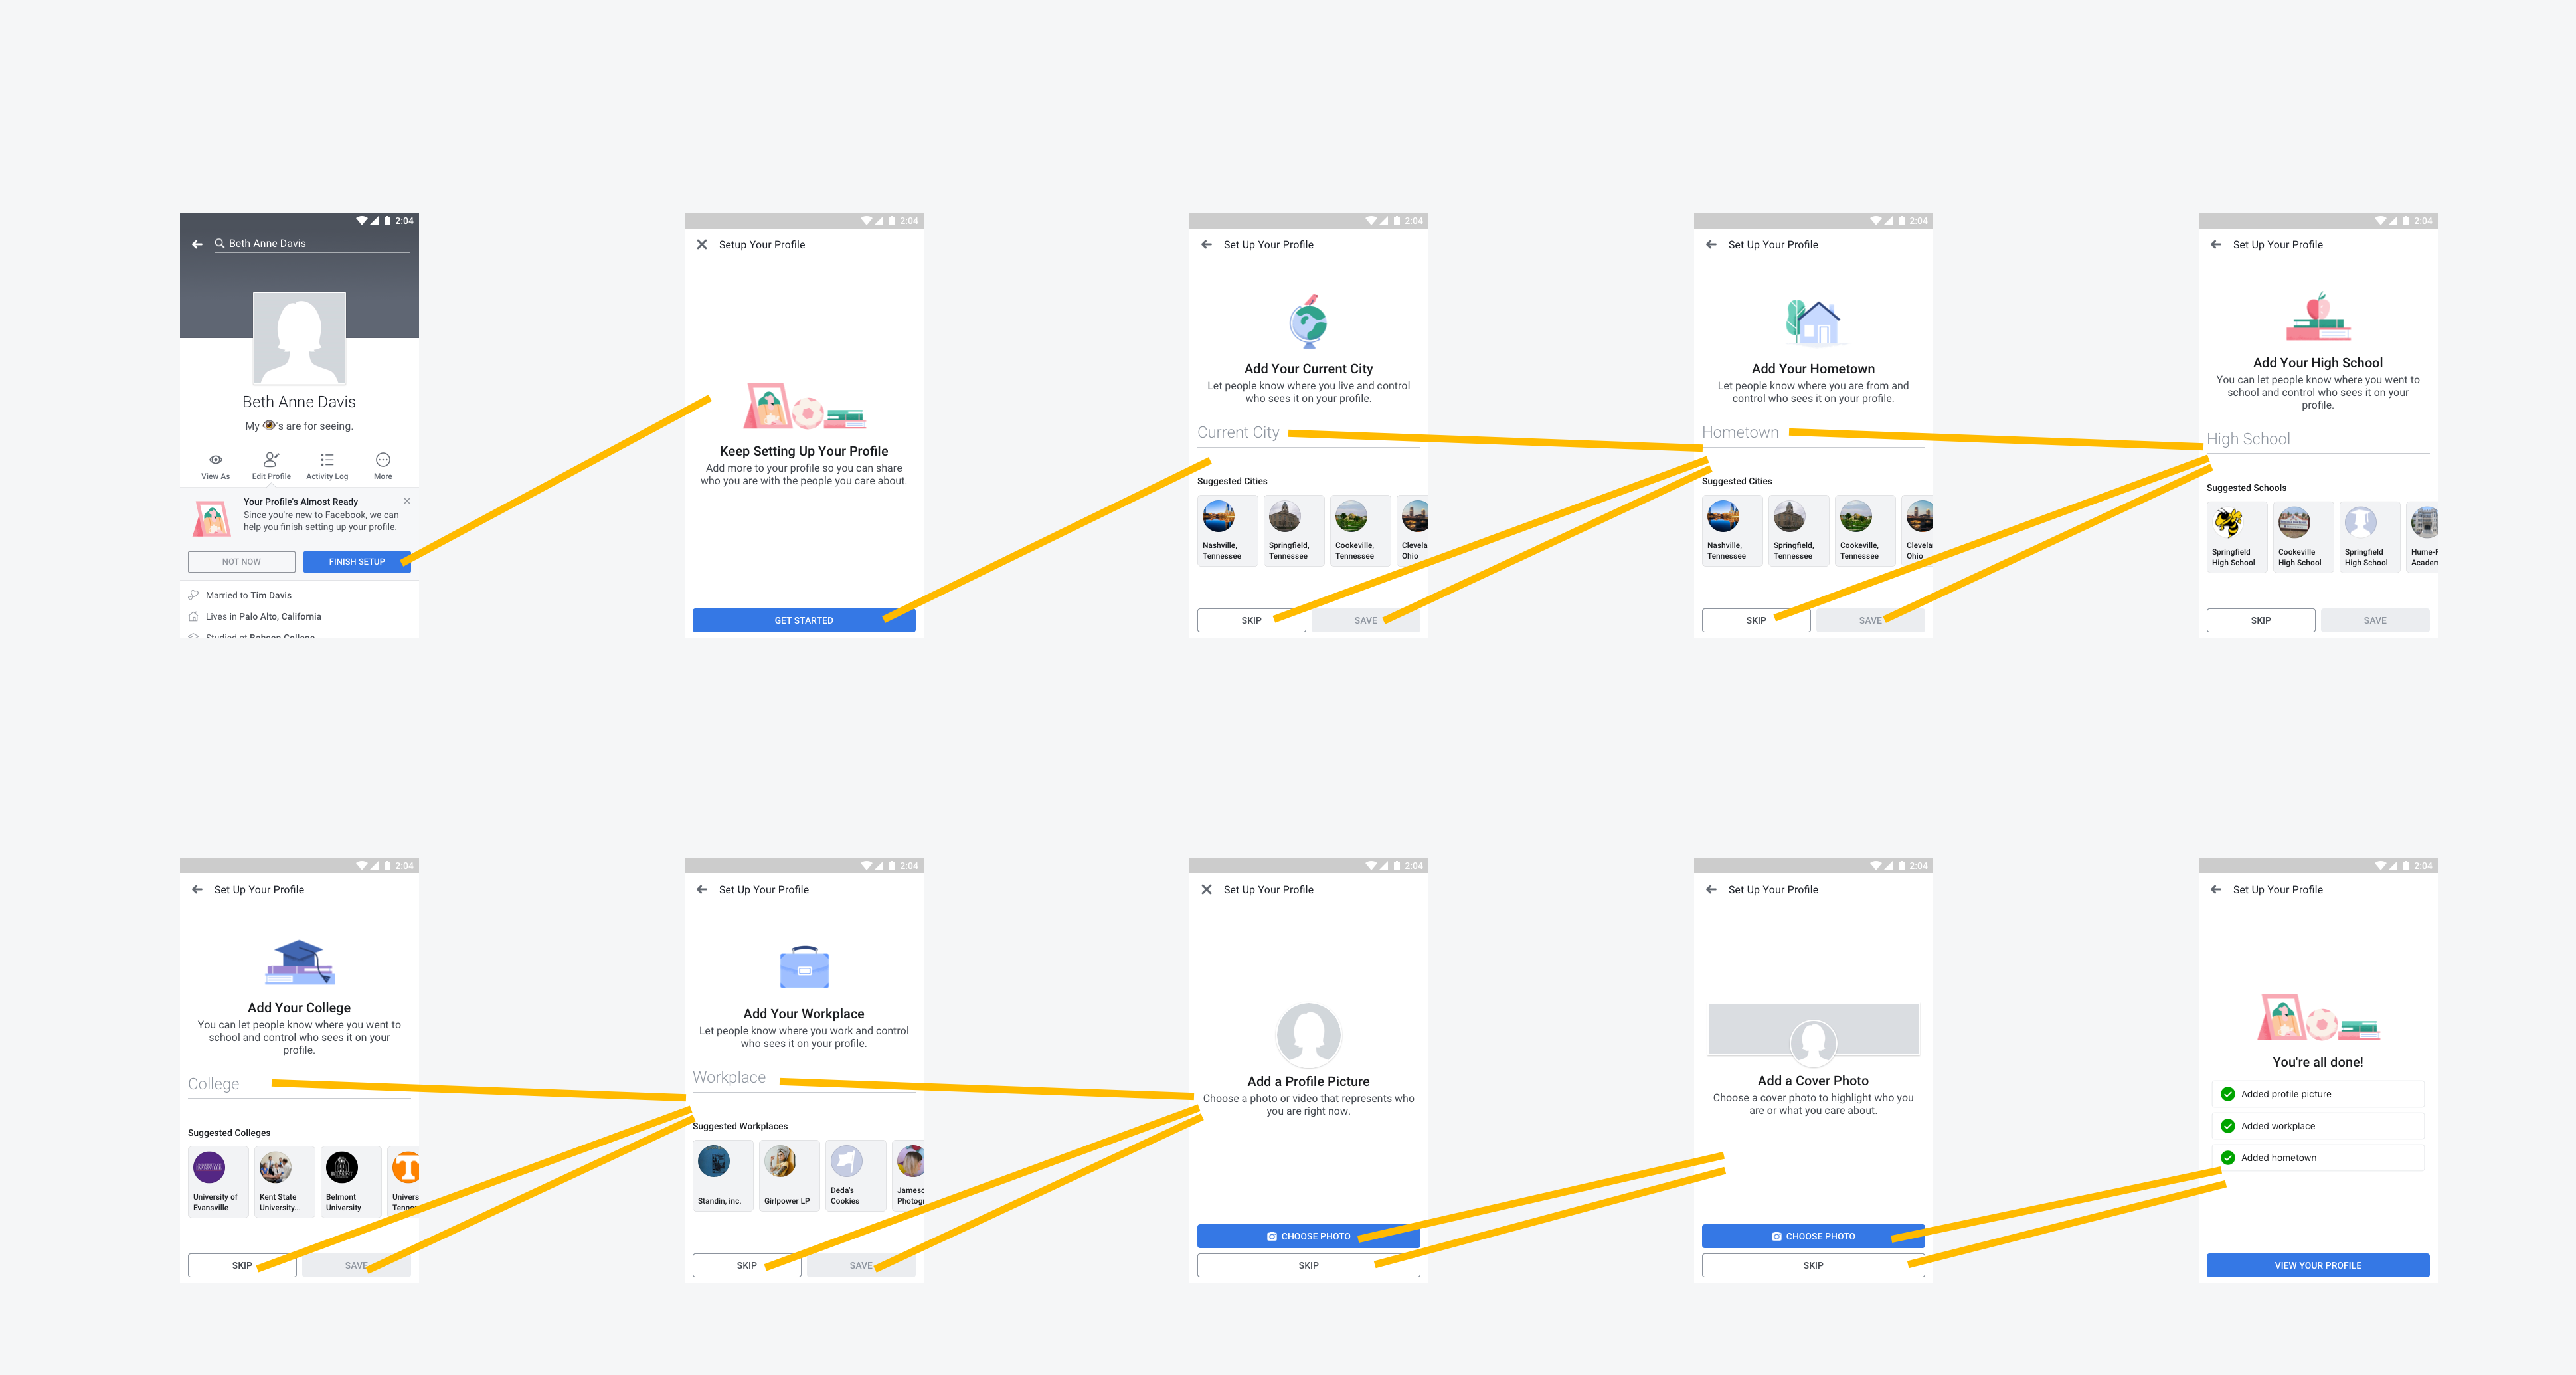 2:04
Beth Anne Davis
Beth Anne Davis
My 👁's are for seeing.
View As
Edit Profile
Activity Log
More
Your Profile's Almost Ready
Since you're new to Facebook, we can
help you finish setting up your profile.
NOT NOW
FINISH SETUP
Married to Tim Davis
Lives in Palo Alto, California
Studied at Babson College
2:04
Setup Your Profile
Keep Setting Up Your Profile
Add more to your profile so you can share
who you are with the people you care about.
GET STARTED
2:04
Set Up Your Profile
Add Your Current City
Let people know where you live and control
who sees it on your profile.
Current City
Suggested Cities
Nashville,
Tennessee
Springfield,
Tennessee
Cookeville,
Tennessee
Clevela
Ohio
SKIP
SAVE
2:04
Set Up Your Profile
Add Your Hometown
Let people know where you are from and
control who sees it on your profile.
Hometown
Suggested Cities
Nashville,
Tennessee
Springfield,
Tennessee
Cookeville,
Tennessee
Clevela
Ohio
SKIP
SAVE
2:04
Set Up Your Profile
Add Your High School
You can let people know where you went to
school and control who sees it on your
profile.
High School
Suggested Schools
Springfield
High School
Cookeville
High School
Springfield
High School
Hume-F
Academ
SKIP
SAVE
2:04
Set Up Your Profile
Add Your College
You can let people know where you went to
school and control who sees it on your
profile.
College
Suggested Colleges
University of
Evansville
Kent State
University...
Belmont
University
Univers
Tennes
SKIP
SAVE
2:04
Set Up Your Profile
Add Your Workplace
Let people know where you work and control
who sees it on your profile.
Workplace
Suggested Workplaces
Standin, inc.
Girlpower LP
Deda's
Cookies
Jamesc
Photogr
SKIP
SAVE
2:04
Set Up Your Profile
Add a Profile Picture
Choose a photo or video that represents who
you are right now.
CHOOSE PHOTO
SKIP
2:04
Set Up Your Profile
Add a Cover Photo
Choose a cover photo to highlight who you
are or what you care about.
CHOOSE PHOTO
SKIP
2:04
Set Up Your Profile
You're all done!
Added profile picture
Added workplace
Added hometown
VIEW YOUR PROFILE